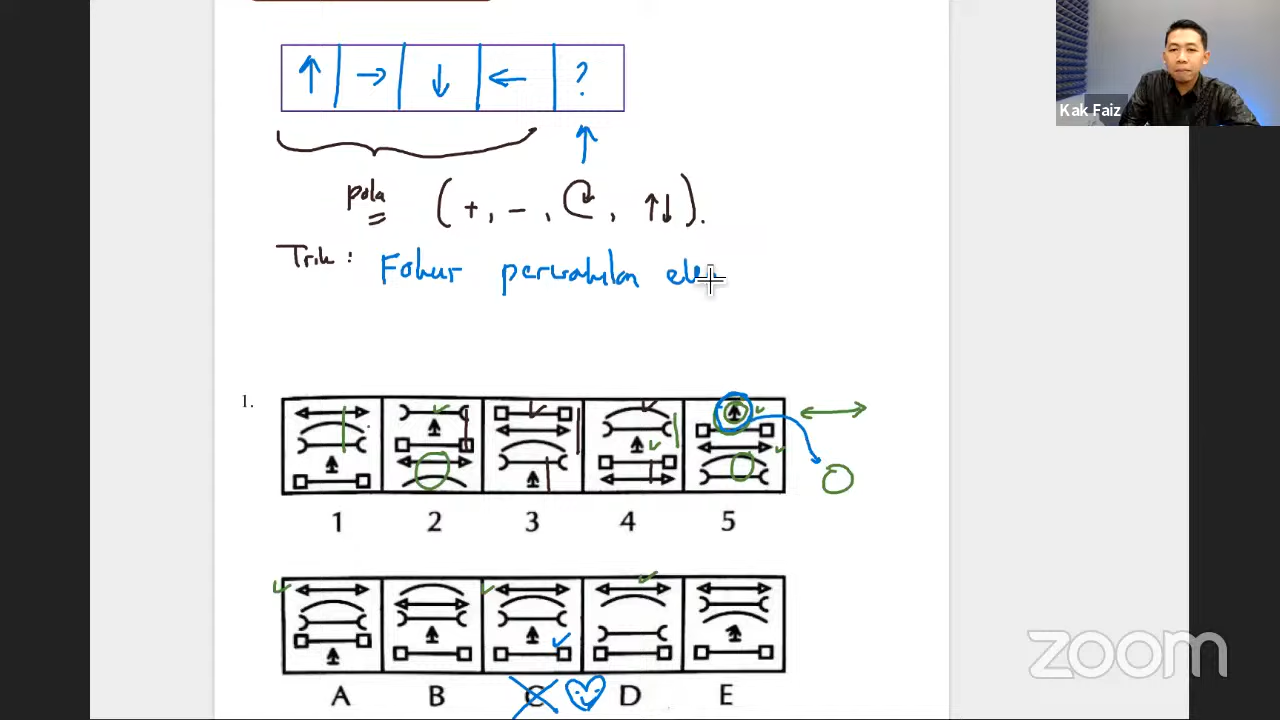 ?
Kak Faiz
pola (+, -, , ↑↓).
Trik : Fokus perubahan ele
1.
1 2 3 4 5
A B C D E
zoom